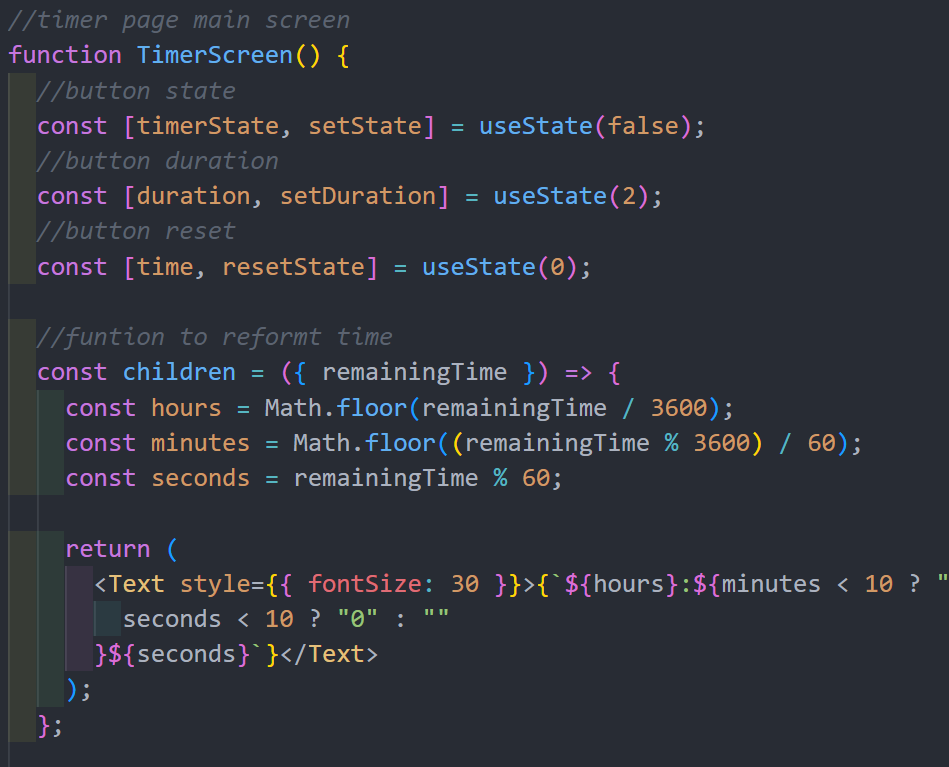 //timer page main screen
function TimerScreen() {
//button state
const [timerState, setState] = useState(false);
//button duration
const [duration, setDuration] = useState(2);
//button reset
const [time, resetState] = useState(0);
//funtion to reformt time
const children = ({ remainingTime }) => {
const hours = Math.floor(remainingTime / 3600);
const minutes = Math.floor((remainingTime % 3600) / 60);
const seconds = remainingTime % 60;
return (
<Text style={{ fontSize: 30 }}>{`${hours}:${minutes < 10 ? "
seconds < 10 ? "0" : ""
}${seconds}`}</Text>
);
};